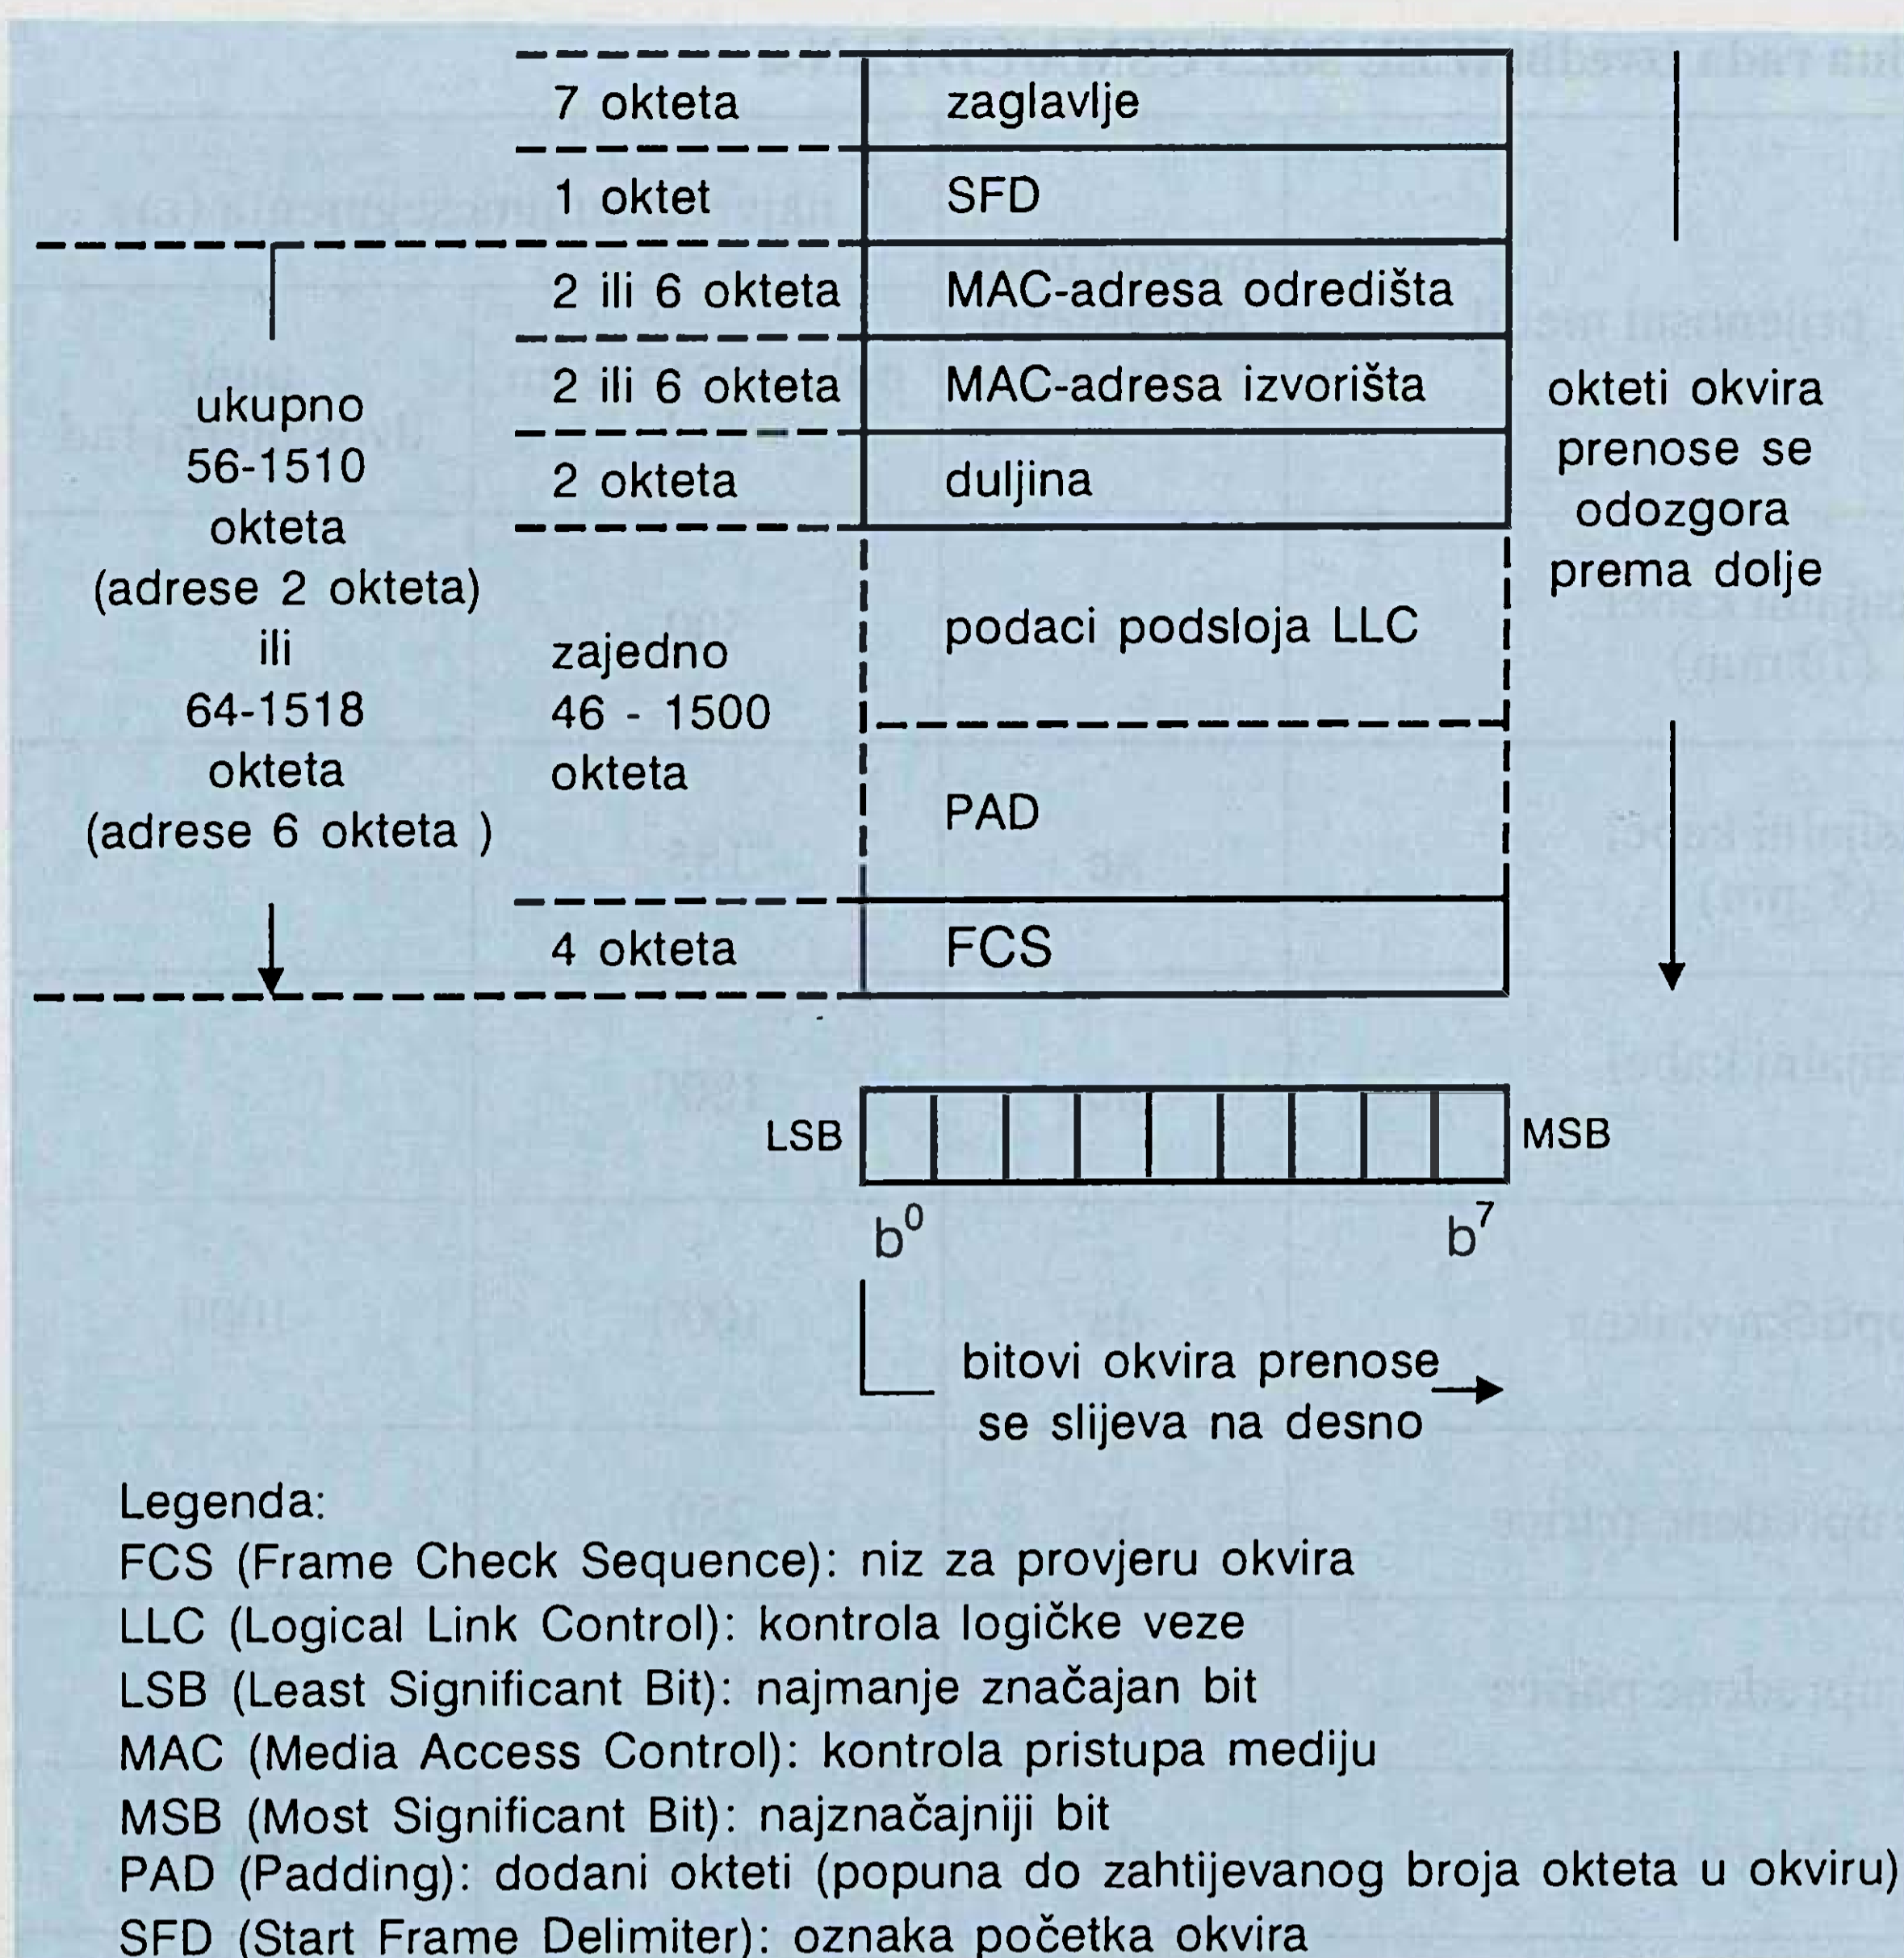 7 okteta zaglavlje
1 oktet SFD
2 ili 6 okteta MAC-adresa odredišta
2 ili 6 okteta MAC-adresa izvorišta
2 okteta duljina
ukupno
56-1510
okteta
(adrese 2 okteta)
ili
64-1518
okteta
(adrese 6 okteta )
zajedno
46 - 1500
okteta
podaci podsloja LLC
PAD
4 okteta FCS
okteti okvira
prenose se
odozgora
prema dolje
LSB MSB
b⁰ b⁷
bitovi okvira prenose
se slijeva na desno
Legenda:
FCS (Frame Check Sequence): niz za provjeru okvira
LLC (Logical Link Control): kontrola logičke veze
LSB (Least Significant Bit): najmanje značajan bit
MAC (Media Access Control): kontrola pristupa mediju
MSB (Most Significant Bit): najznačajniji bit
PAD (Padding): dodani okteti (popuna do zahtijevanog broja okteta u okviru)
SFD (Start Frame Delimiter): oznaka početka okvira